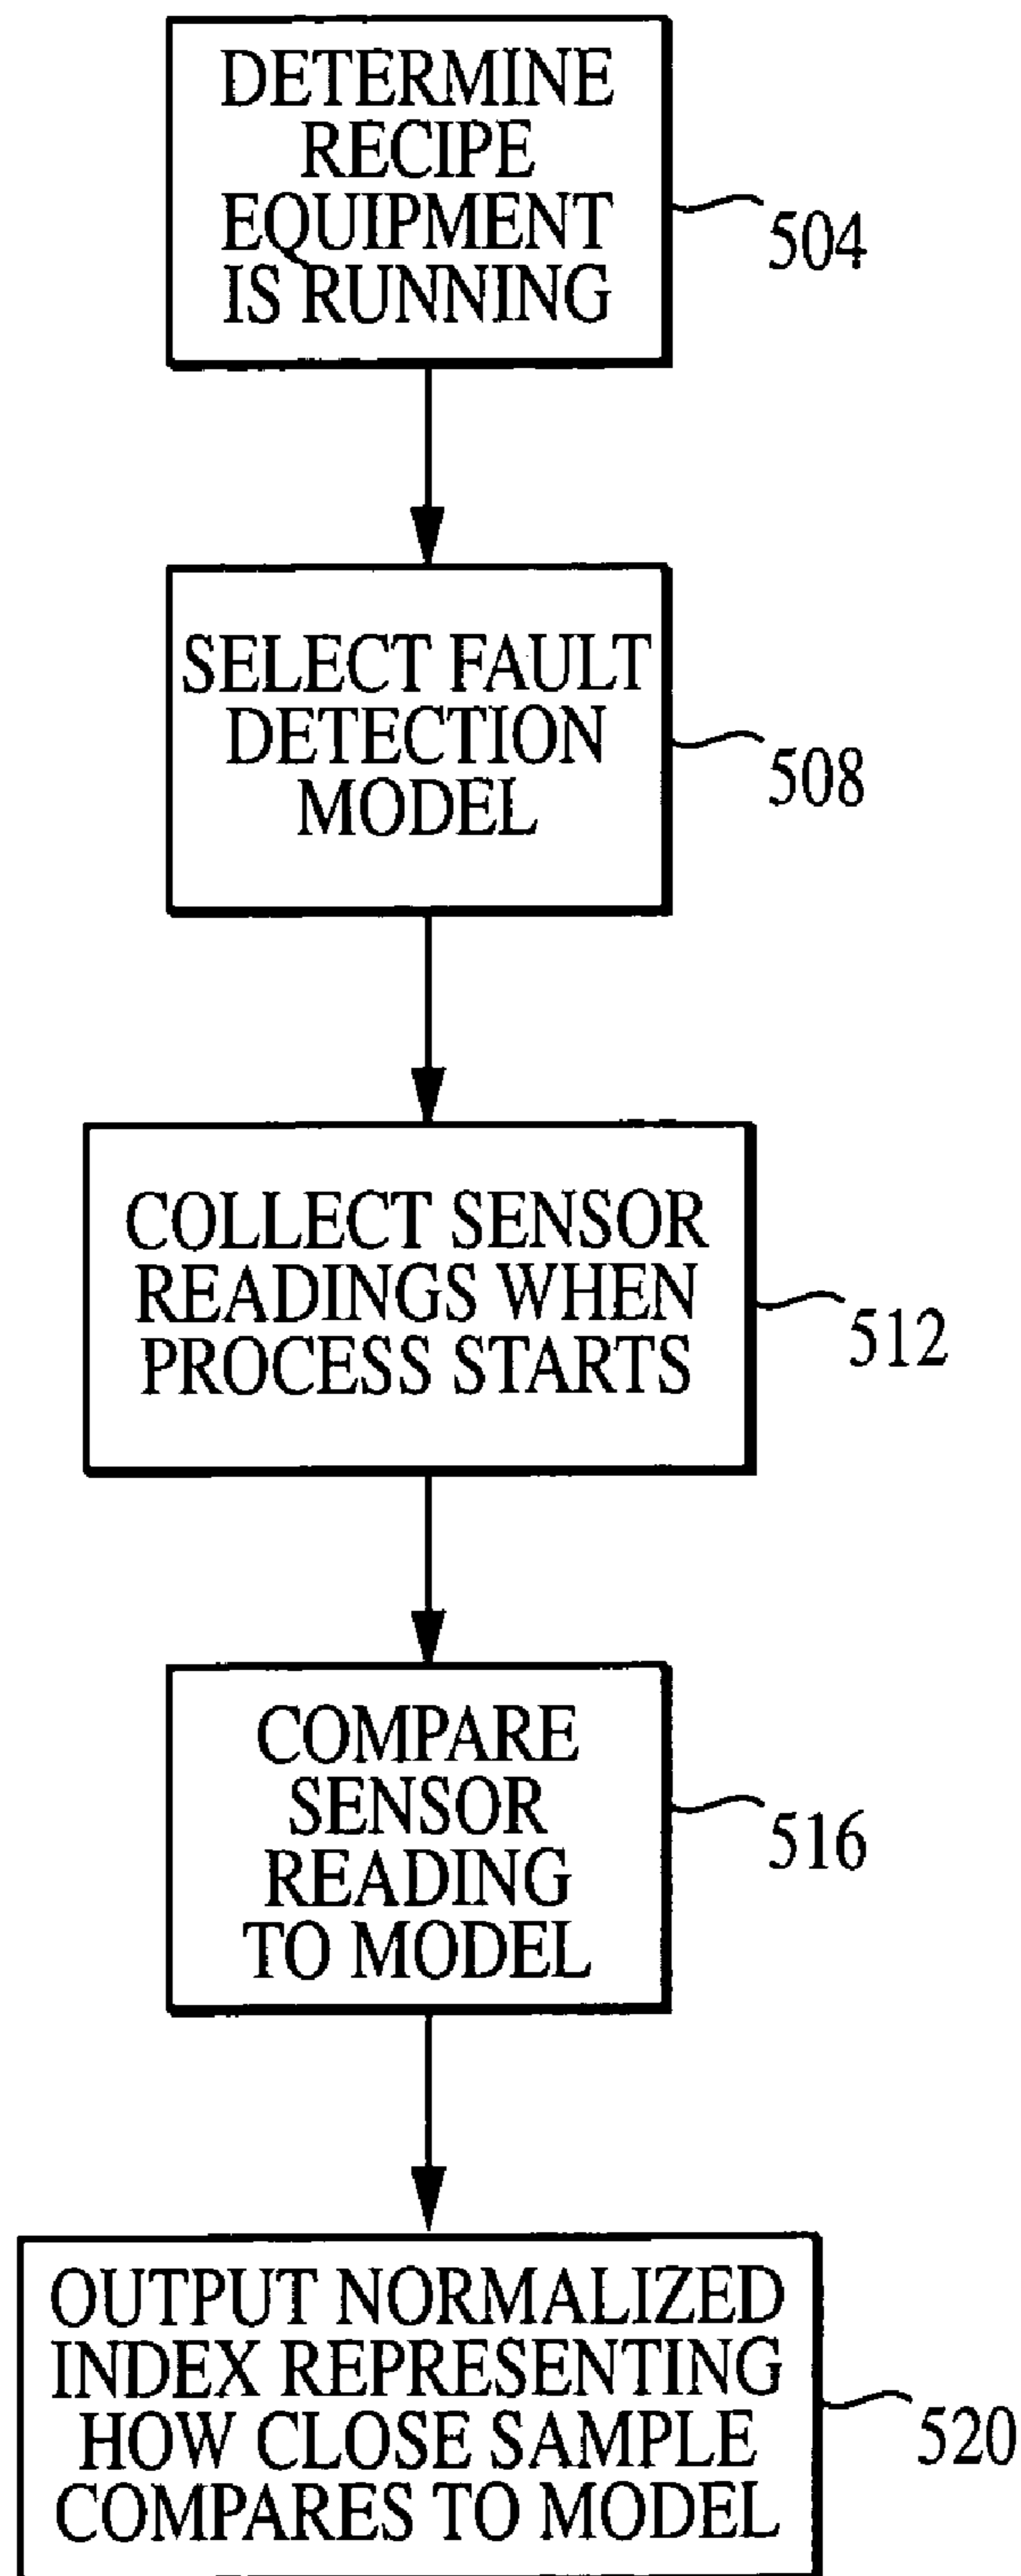 DETERMINE
RECIPE
EQUIPMENT
IS RUNNING
504
SELECT FAULT
DETECTION
MODEL
508
COLLECT SENSOR
READINGS WHEN
PROCESS STARTS
512
COMPARE
SENSOR
READING
TO MODEL
516
OUTPUT NORMALIZED
INDEX REPRESENTING
HOW CLOSE SAMPLE
COMPARES TO MODEL
520